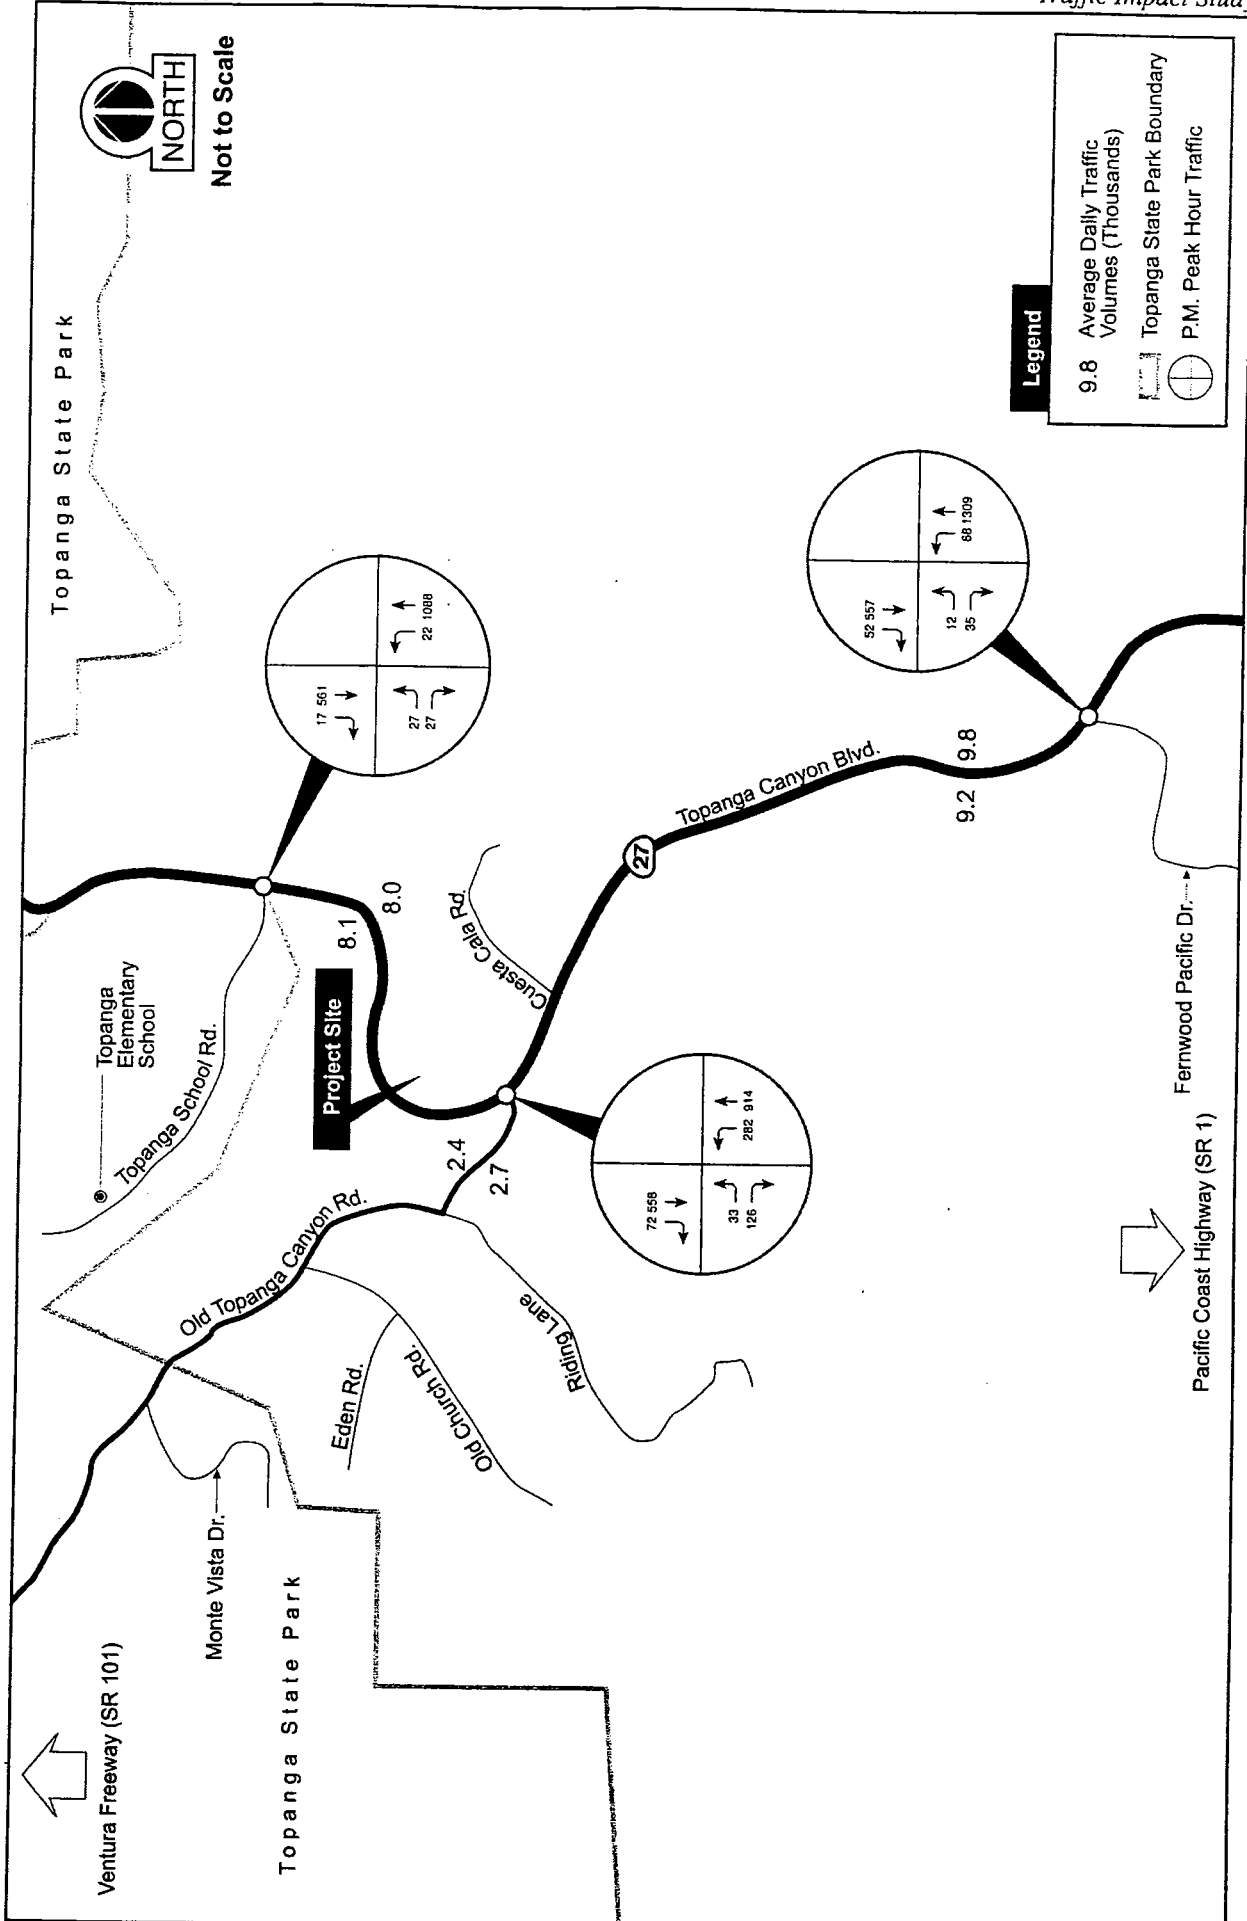 Traffic Impact Study
NORTH
Not to Scale
Topanga State Park
Topanga
Elementary
School
Topanga School Rd.
17 561
27
27
22 1088
8.1
8.0
Project Site
Ventura Freeway (SR 101)
Monte Vista Dr.
Topanga State Park
Old Topanga Canyon Rd.
Eden Rd.
Old Church Rd.
Riding Lane
2.4
2.7
Cuesta Cala Rd.
27
Topanga Canyon Blvd.
72 558
33
126
282 914
9.2
9.8
52 557
12
35
68 1309
Fernwood Pacific Dr.
Pacific Coast Highway (SR 1)
Legend
9.8 Average Daily Traffic
Volumes (Thousands)
Topanga State Park Boundary
P.M. Peak Hour Traffic